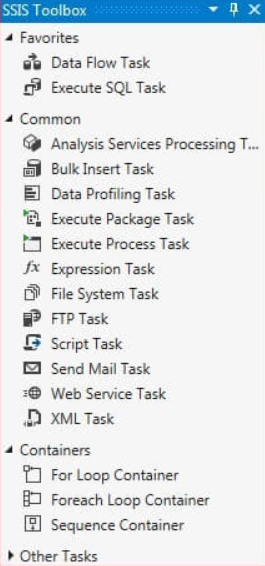 SSIS Toolbox
Favorites
Data Flow Task
Execute SQL Task
Common
Analysis Services Processing T...
Bulk Insert Task
Data Profiling Task
Execute Package Task
Execute Process Task
fx Expression Task
File System Task
FTP Task
Script Task
Send Mail Task
Web Service Task
XML Task
Containers
For Loop Container
Foreach Loop Container
Sequence Container
Other Tasks